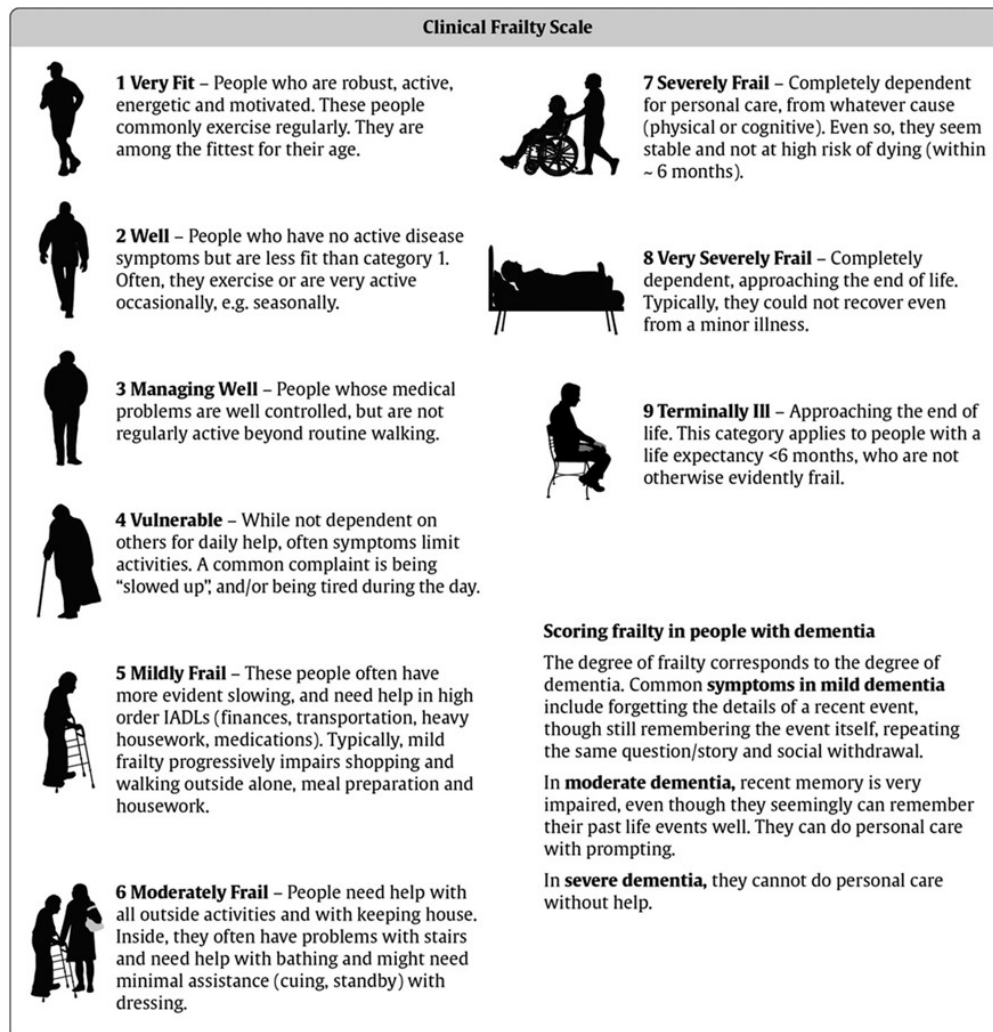 Clinical Frailty Scale
1 Very Fit – People who are robust, active,
energetic and motivated. These people
commonly exercise regularly. They are
among the fittest for their age.
2 Well – People who have no active disease
symptoms but are less fit than category 1.
Often, they exercise or are very active
occasionally, e.g. seasonally.
3 Managing Well – People whose medical
problems are well controlled, but are not
regularly active beyond routine walking.
4 Vulnerable – While not dependent on
others for daily help, often symptoms limit
activities. A common complaint is being
“slowed up”, and/or being tired during the day.
5 Mildly Frail – These people often have
more evident slowing, and need help in high
order IADLs (finances, transportation, heavy
housework, medications). Typically, mild
frailty progressively impairs shopping and
walking outside alone, meal preparation and
housework.
6 Moderately Frail – People need help with
all outside activities and with keeping house.
Inside, they often have problems with stairs
and need help with bathing and might need
minimal assistance (cuing, standby) with
dressing.
7 Severely Frail – Completely dependent
for personal care, from whatever cause
(physical or cognitive). Even so, they seem
stable and not at high risk of dying (within
~ 6 months).
8 Very Severely Frail – Completely
dependent, approaching the end of life.
Typically, they could not recover even
from a minor illness.
9 Terminally Ill – Approaching the end of
life. This category applies to people with a
life expectancy <6 months, who are not
otherwise evidently frail.
Scoring frailty in people with dementia
The degree of frailty corresponds to the degree of
dementia. Common symptoms in mild dementia
include forgetting the details of a recent event,
though still remembering the event itself, repeating
the same question/story and social withdrawal.
In moderate dementia, recent memory is very
impaired, even though they seemingly can remember
their past life events well. They can do personal care
with prompting.
In severe dementia, they cannot do personal care
without help.